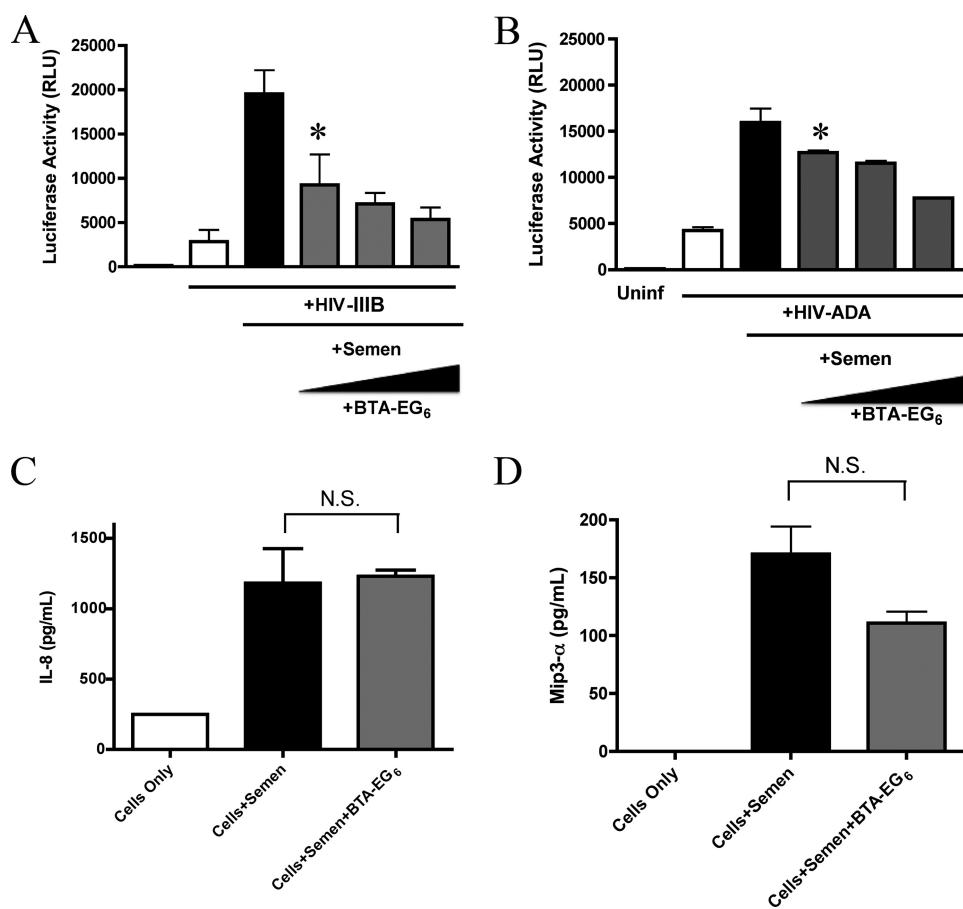 A
Luciferase Activity (RLU)
25000
20000
15000
10000
5000
0
*
+HIV-IIIB
+Semen
+BTA-EG6
B
Luciferase Activity (RLU)
25000
20000
15000
10000
5000
0
*
Uninf
+HIV-ADA
+Semen
+BTA-EG6
C
N.S.
IL-8 (pg/mL)
1500
1000
500
0
Cells Only
Cells+Semen
Cells+Semen+BTA-EG6
D
N.S.
Mip3-α (pg/mL)
200
150
100
50
0
Cells Only
Cells+Semen
Cells+Semen+BTA-EG6